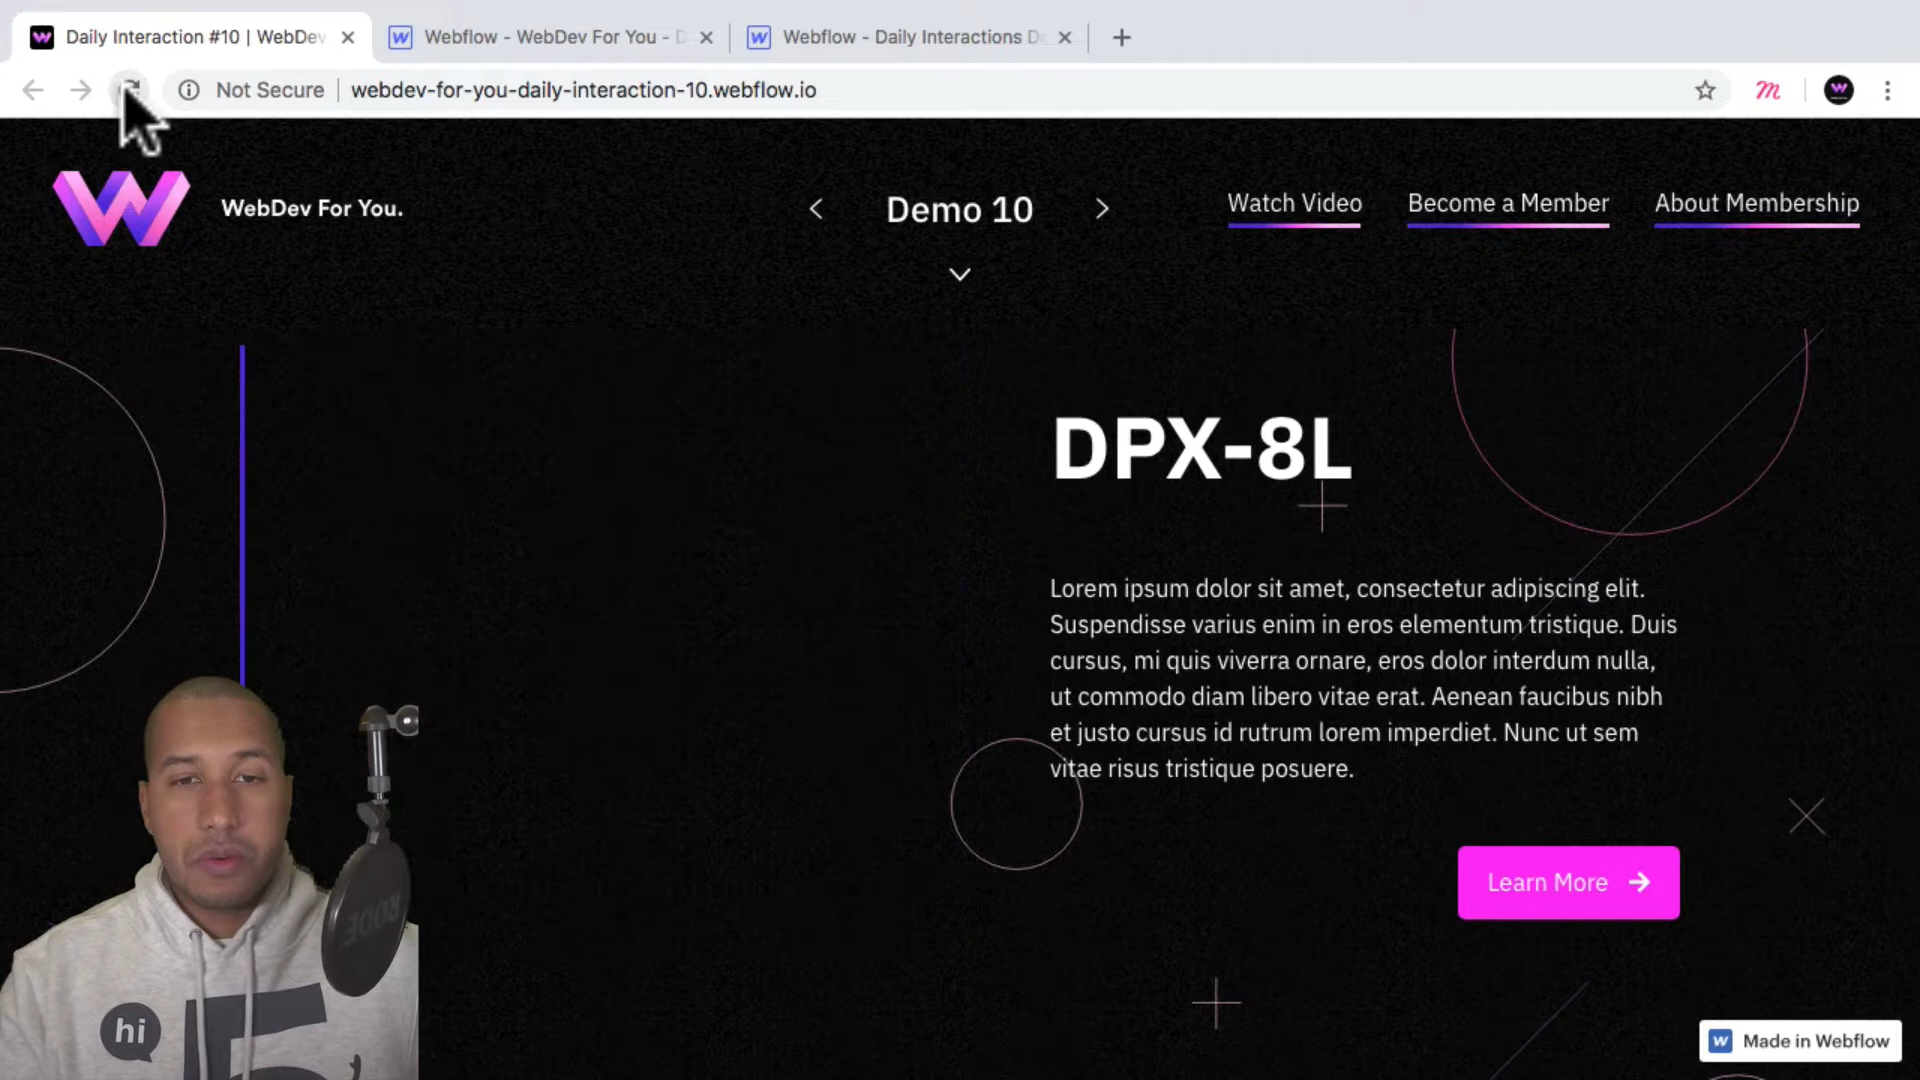 Daily Interaction #10 | WebDev
Webflow - WebDev For You - D
Webflow - Daily Interactions D
Not Secure
webdev-for-you-daily-interaction-10.webflow.io
WebDev For You.
Demo 10
Watch Video
Become a Member
About Membership
DPX-8L
Lorem ipsum dolor sit amet, consectetur adipiscing elit.
Suspendisse varius enim in eros elementum tristique. Duis
cursus, mi quis viverra ornare, eros dolor interdum nulla,
ut commodo diam libero vitae erat. Aenean faucibus nibh
et justo cursus id rutrum lorem imperdiet. Nunc ut sem
vitae risus tristique posuere.
Learn More
RODE
hi
5
Made in Webflow